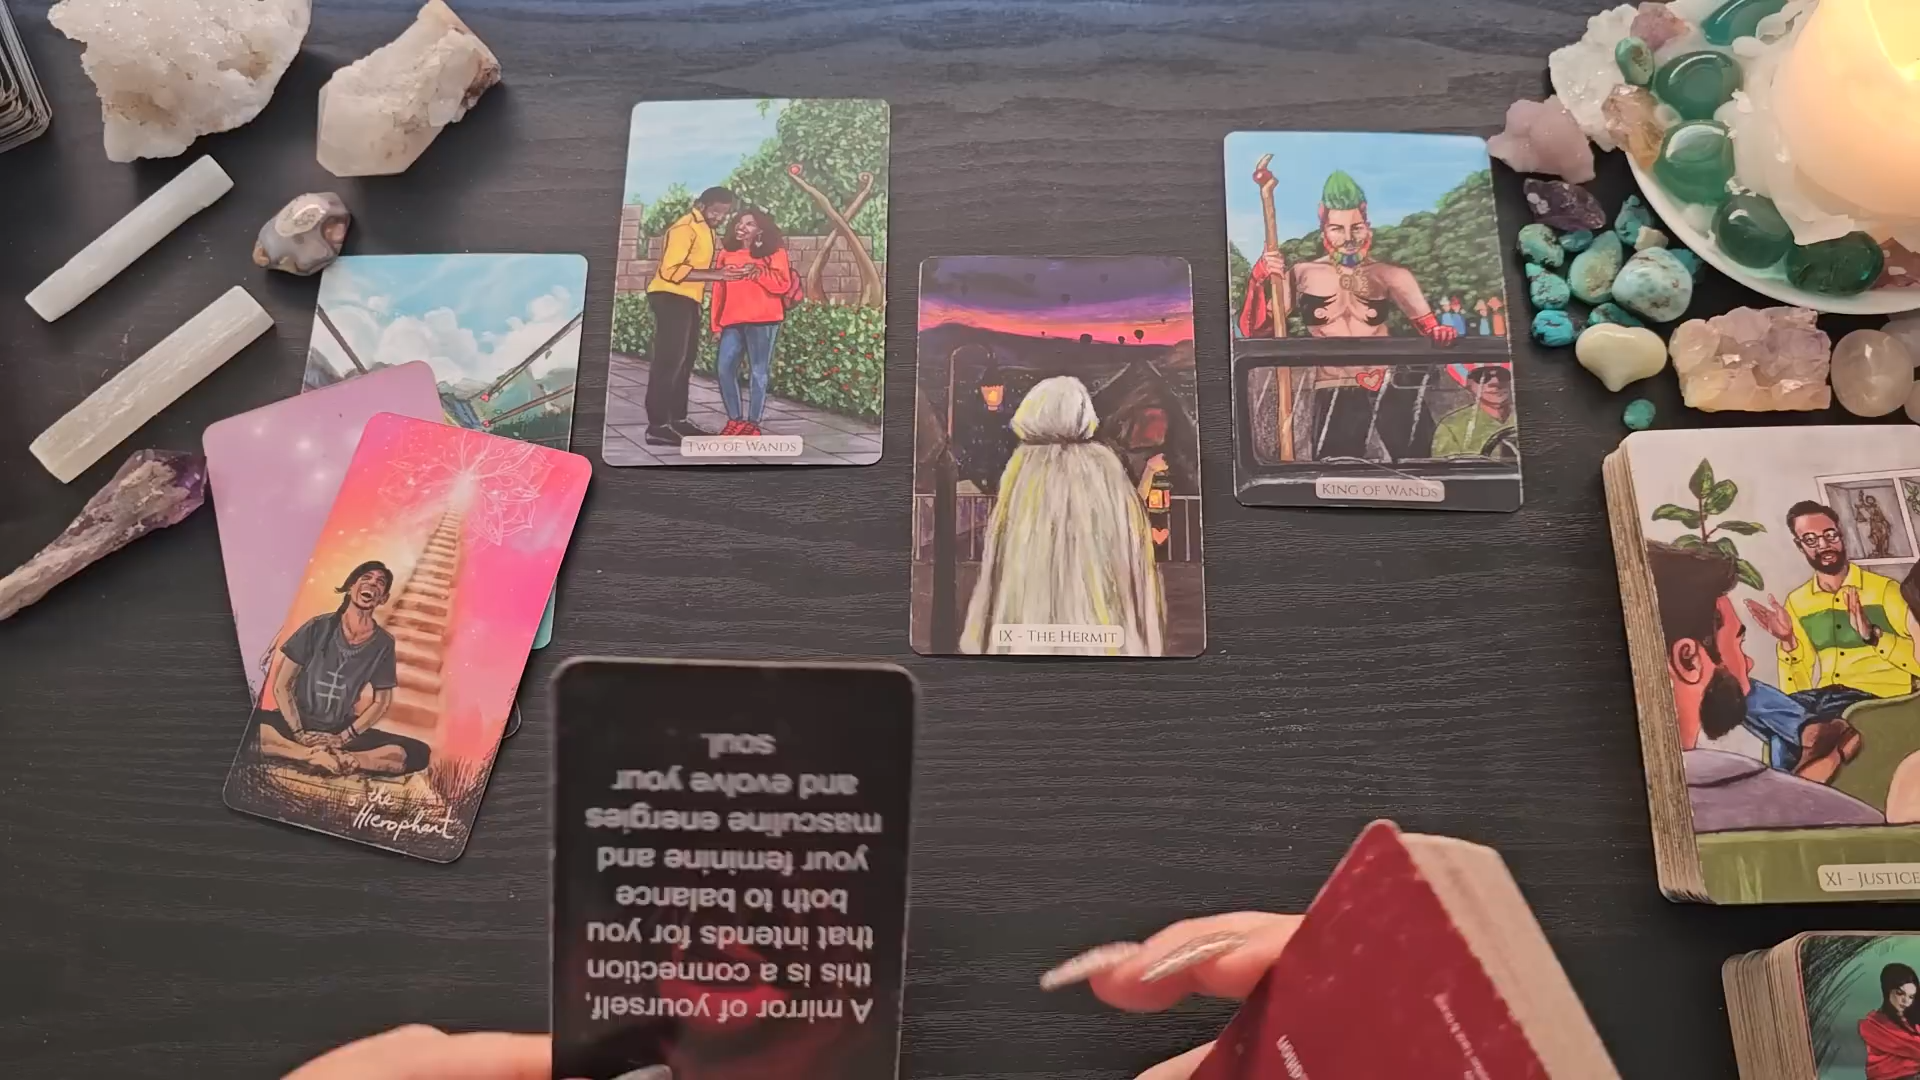 TWO OF WANDS
IX - THE HERMIT
KING OF WANDS
5 the
Hierophant
XI - JUSTICE
A mirror of yourself,
this is a connection
that intends for you
both to balance
your feminine and
masculine energies
and evolve your
soul.